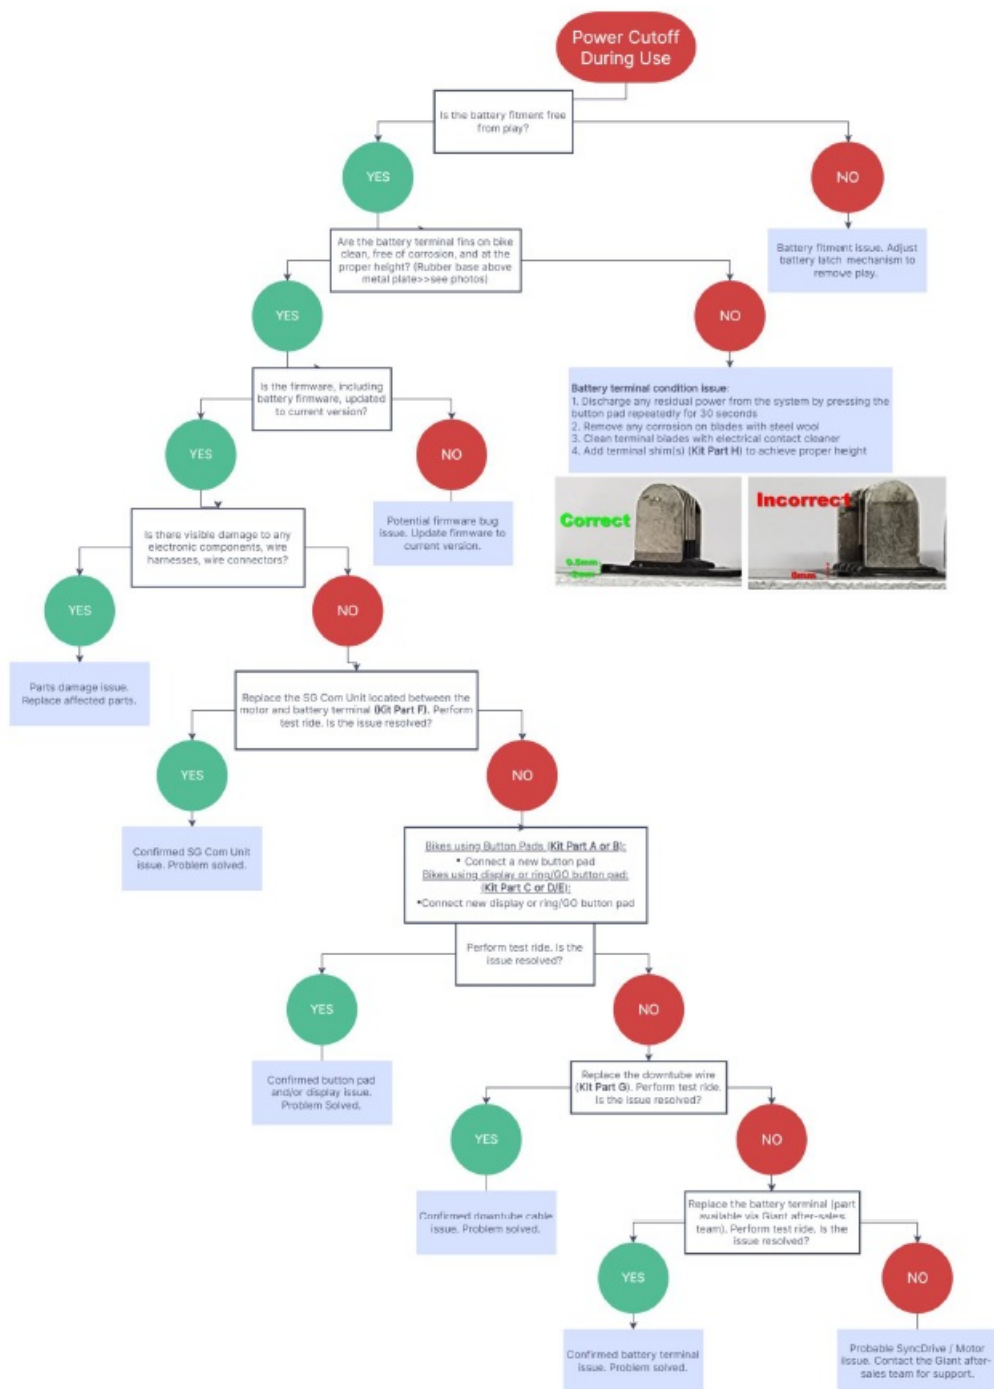 Power Cutoff
During Use
Is the battery fitment free
from play?
YES
NO
Battery fitment issue. Adjust
battery latch mechanism to
remove play.
Are the battery terminal fins on bike
clean, free of corrosion, and at the
proper height? (Rubber base above
metal plate>>see photos)
YES
NO
Battery terminal condition issue:
1. Discharge any residual power from the system by pressing the
button pad repeatedly for 30 seconds
2. Remove any corrosion on blades with steel wool
3. Clean terminal blades with electrical contact cleaner
4. Add terminal shim(s) (Kit Part H) to achieve proper height
Correct
0.5mm
Incorrect
0mm
Is the firmware, including
battery firmware, updated
to current version?
YES
NO
Potential firmware bug
issue. Update firmware to
current version.
Is there visible damage to any
electronic components, wire
harnesses, wire connectors?
YES
NO
Parts damage issue.
Replace affected parts.
Replace the SG Com Unit located between the
motor and battery terminal (Kit Part F). Perform
test ride. Is the issue resolved?
YES
NO
Confirmed SG Com Unit
issue. Problem solved.
Bikes using Button Pads (Kit Part A or B):
• Connect a new button pad
Bikes using display or ring/GO button pad:
(Kit Part C or D/E):
•Connect new display or ring/GO button pad
Perform test ride. Is the
issue resolved?
YES
NO
Confirmed button pad
and/or display issue.
Problem Solved.
Replace the downtube wire
(Kit Part G). Perform test ride.
Is the issue resolved?
YES
NO
Confirmed downtube cable
issue. Problem solved.
Replace the battery terminal (part
available via Giant after-sales
team). Perform test ride. Is the
issue resolved?
YES
NO
Confirmed battery terminal
issue. Problem solved.
Probable SyncDrive / Motor
issue. Contact the Giant after-
sales team for support.